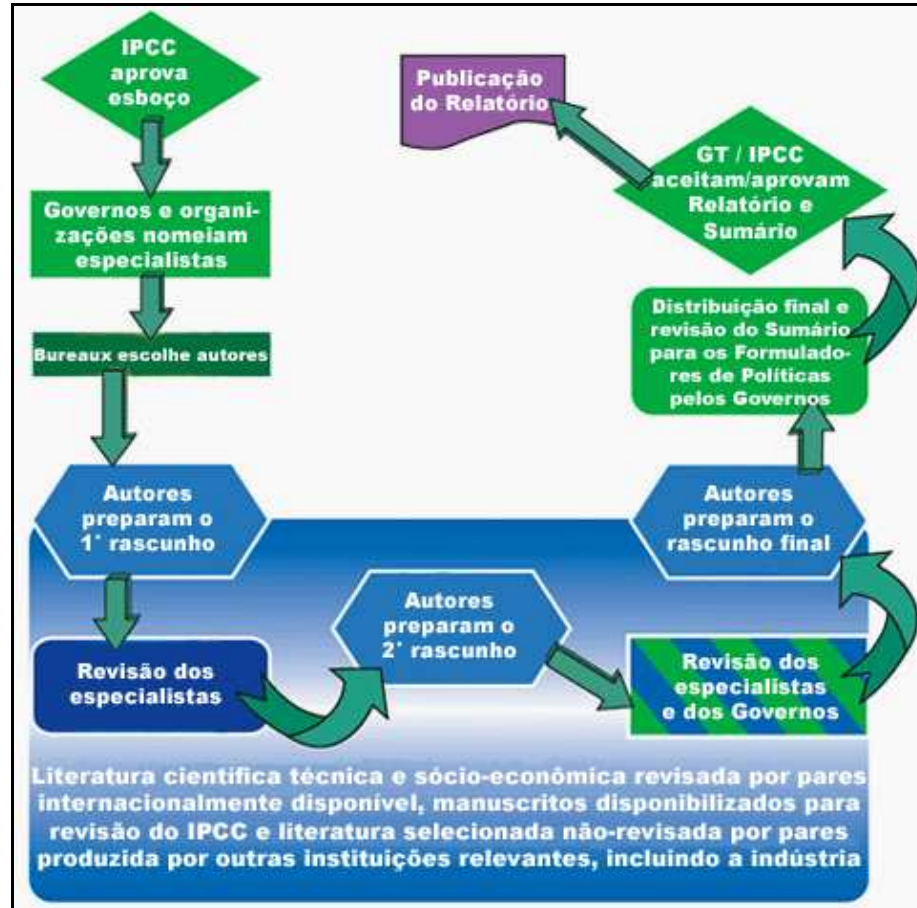 IPCC
aprova
esboço
Governos e organi-
zações nomeiam
especialistas
Bureaux escolhe autores
Autores
preparam o
1° rascunho
Revisão dos
especialistas
Autores
preparam o
2° rascunho
Revisão dos
especialistas
e dos Governos
Autores
preparam o
rascunho final
Distribuição final e
revisão do Sumário
para os Formulado-
res de Políticas
pelos Governos
GT / IPCC
aceitam/aprovam
Relatório e
Sumário
Publicação
do Relatório
Literatura científica técnica e sócio-econômica revisada por pares
internacionalmente disponível, manuscritos disponibilizados para
revisão do IPCC e literatura selecionada não-revisada por pares
produzida por outras instituições relevantes, incluindo a indústria